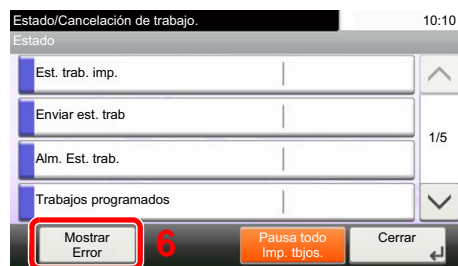 Estado/Cancelación de trabajo. 10:10
Estado
Est. trab. imp.
Enviar est. trab
1/5
Alm. Est. trab.
Trabajos programados
Mostrar
Error
6
Pausa todo
Imp. tbjos.
Cerrar